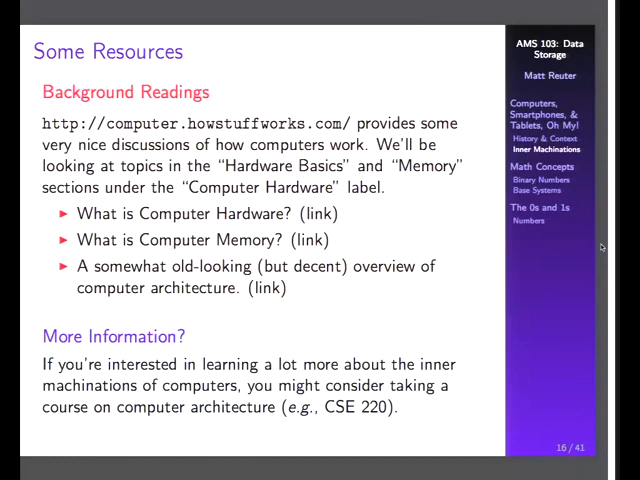 Some Resources
Background Readings
http://computer.howstuffworks.com/ provides some
very nice discussions of how computers work. We'll be
looking at topics in the “Hardware Basics” and “Memory”
sections under the “Computer Hardware” label.
What is Computer Hardware? (link)
What is Computer Memory? (link)
A somewhat old-looking (but decent) overview of
computer architecture. (link)
More Information?
If you're interested in learning a lot more about the inner
machinations of computers, you might consider taking a
course on computer architecture (e.g., CSE 220).
AMS 103: Data
Storage
Matt Reuter
Computers,
Smartphones, &
Tablets, Oh My!
History & Context
Inner Machinations
Math Concepts
Binary Numbers
Base Systems
The 0s and 1s
Numbers
16 / 41